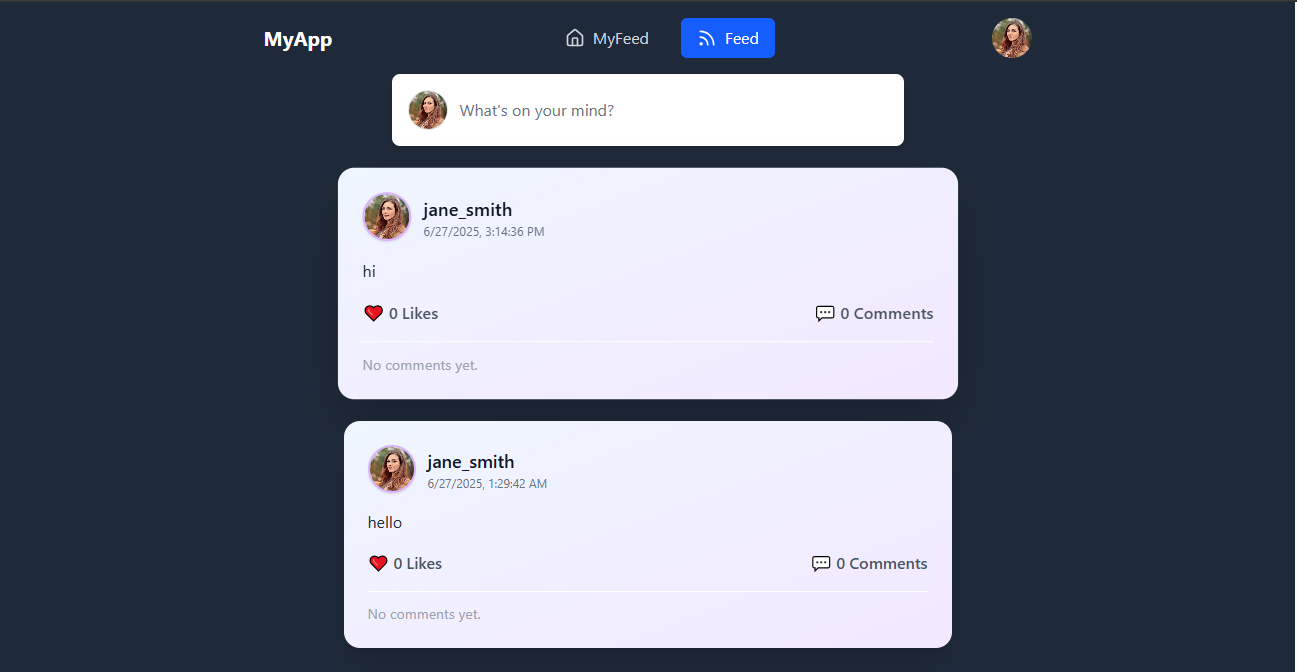 MyApp
MyFeed
Feed
What's on your mind?
jane_smith
6/27/2025, 3:14:36 PM
hi
0 Likes
0 Comments
No comments yet.
jane_smith
6/27/2025, 1:29:42 AM
hello
0 Likes
0 Comments
No comments yet.